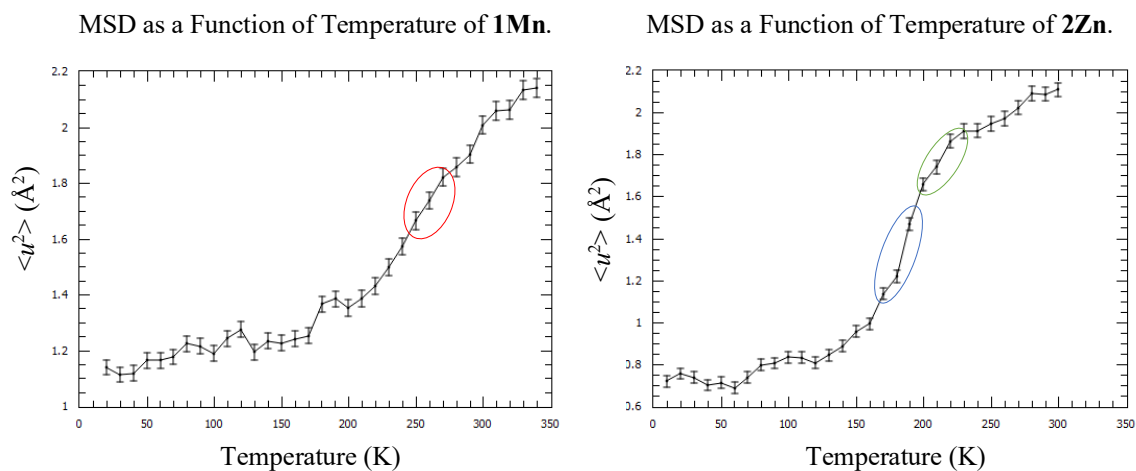 MSD as a Function of Temperature of 1Mn.
2.2
2
1.8
1.6
1.4
1.2
1
<u²> (Å²)
0 50 100 150 200 250 300 350
Temperature (K)
MSD as a Function of Temperature of 2Zn.
2.2
2
1.8
1.6
1.4
1.2
1
3.8
3.6
<u²> (Å²)
0 50 100 150 200 250 300 350
Temperature (K)